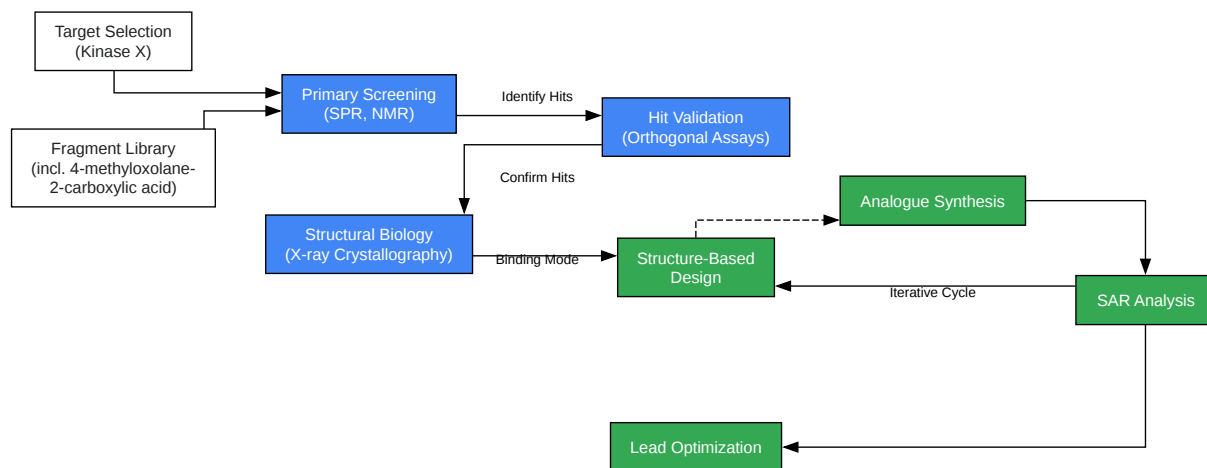 Target Selection
(Kinase X)
Fragment Library
(incl. 4-methyloxolane-
2-carboxylic acid)
Primary Screening
(SPR, NMR)
Identify Hits
Hit Validation
(Orthogonal Assays)
Confirm Hits
Structural Biology
(X-ray Crystallography)
Binding Mode
Structure-Based
Design
Analogue Synthesis
SAR Analysis
Iterative Cycle
Lead Optimization